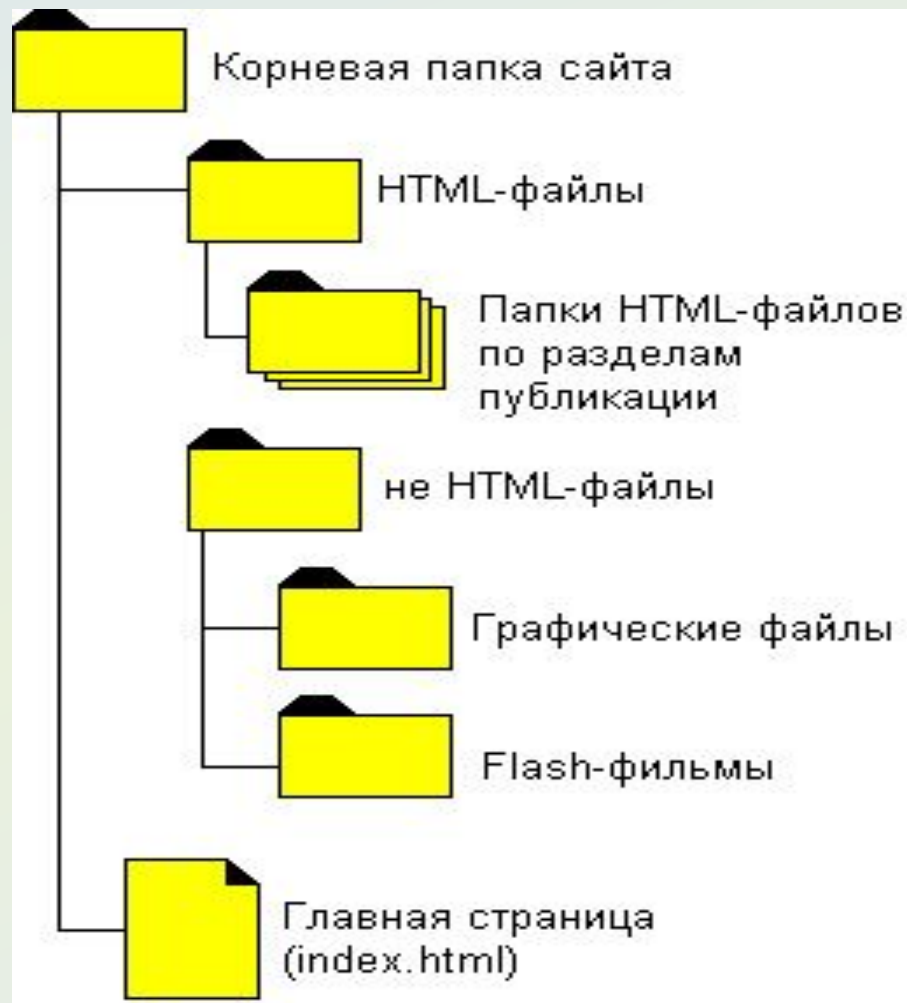 Корневая папка сайта
HTML-файлы
Папки HTML-файлов
по разделам
публикации
не HTML-файлы
Графические файлы
Flash-фильмы
Главная страница
(index.html)